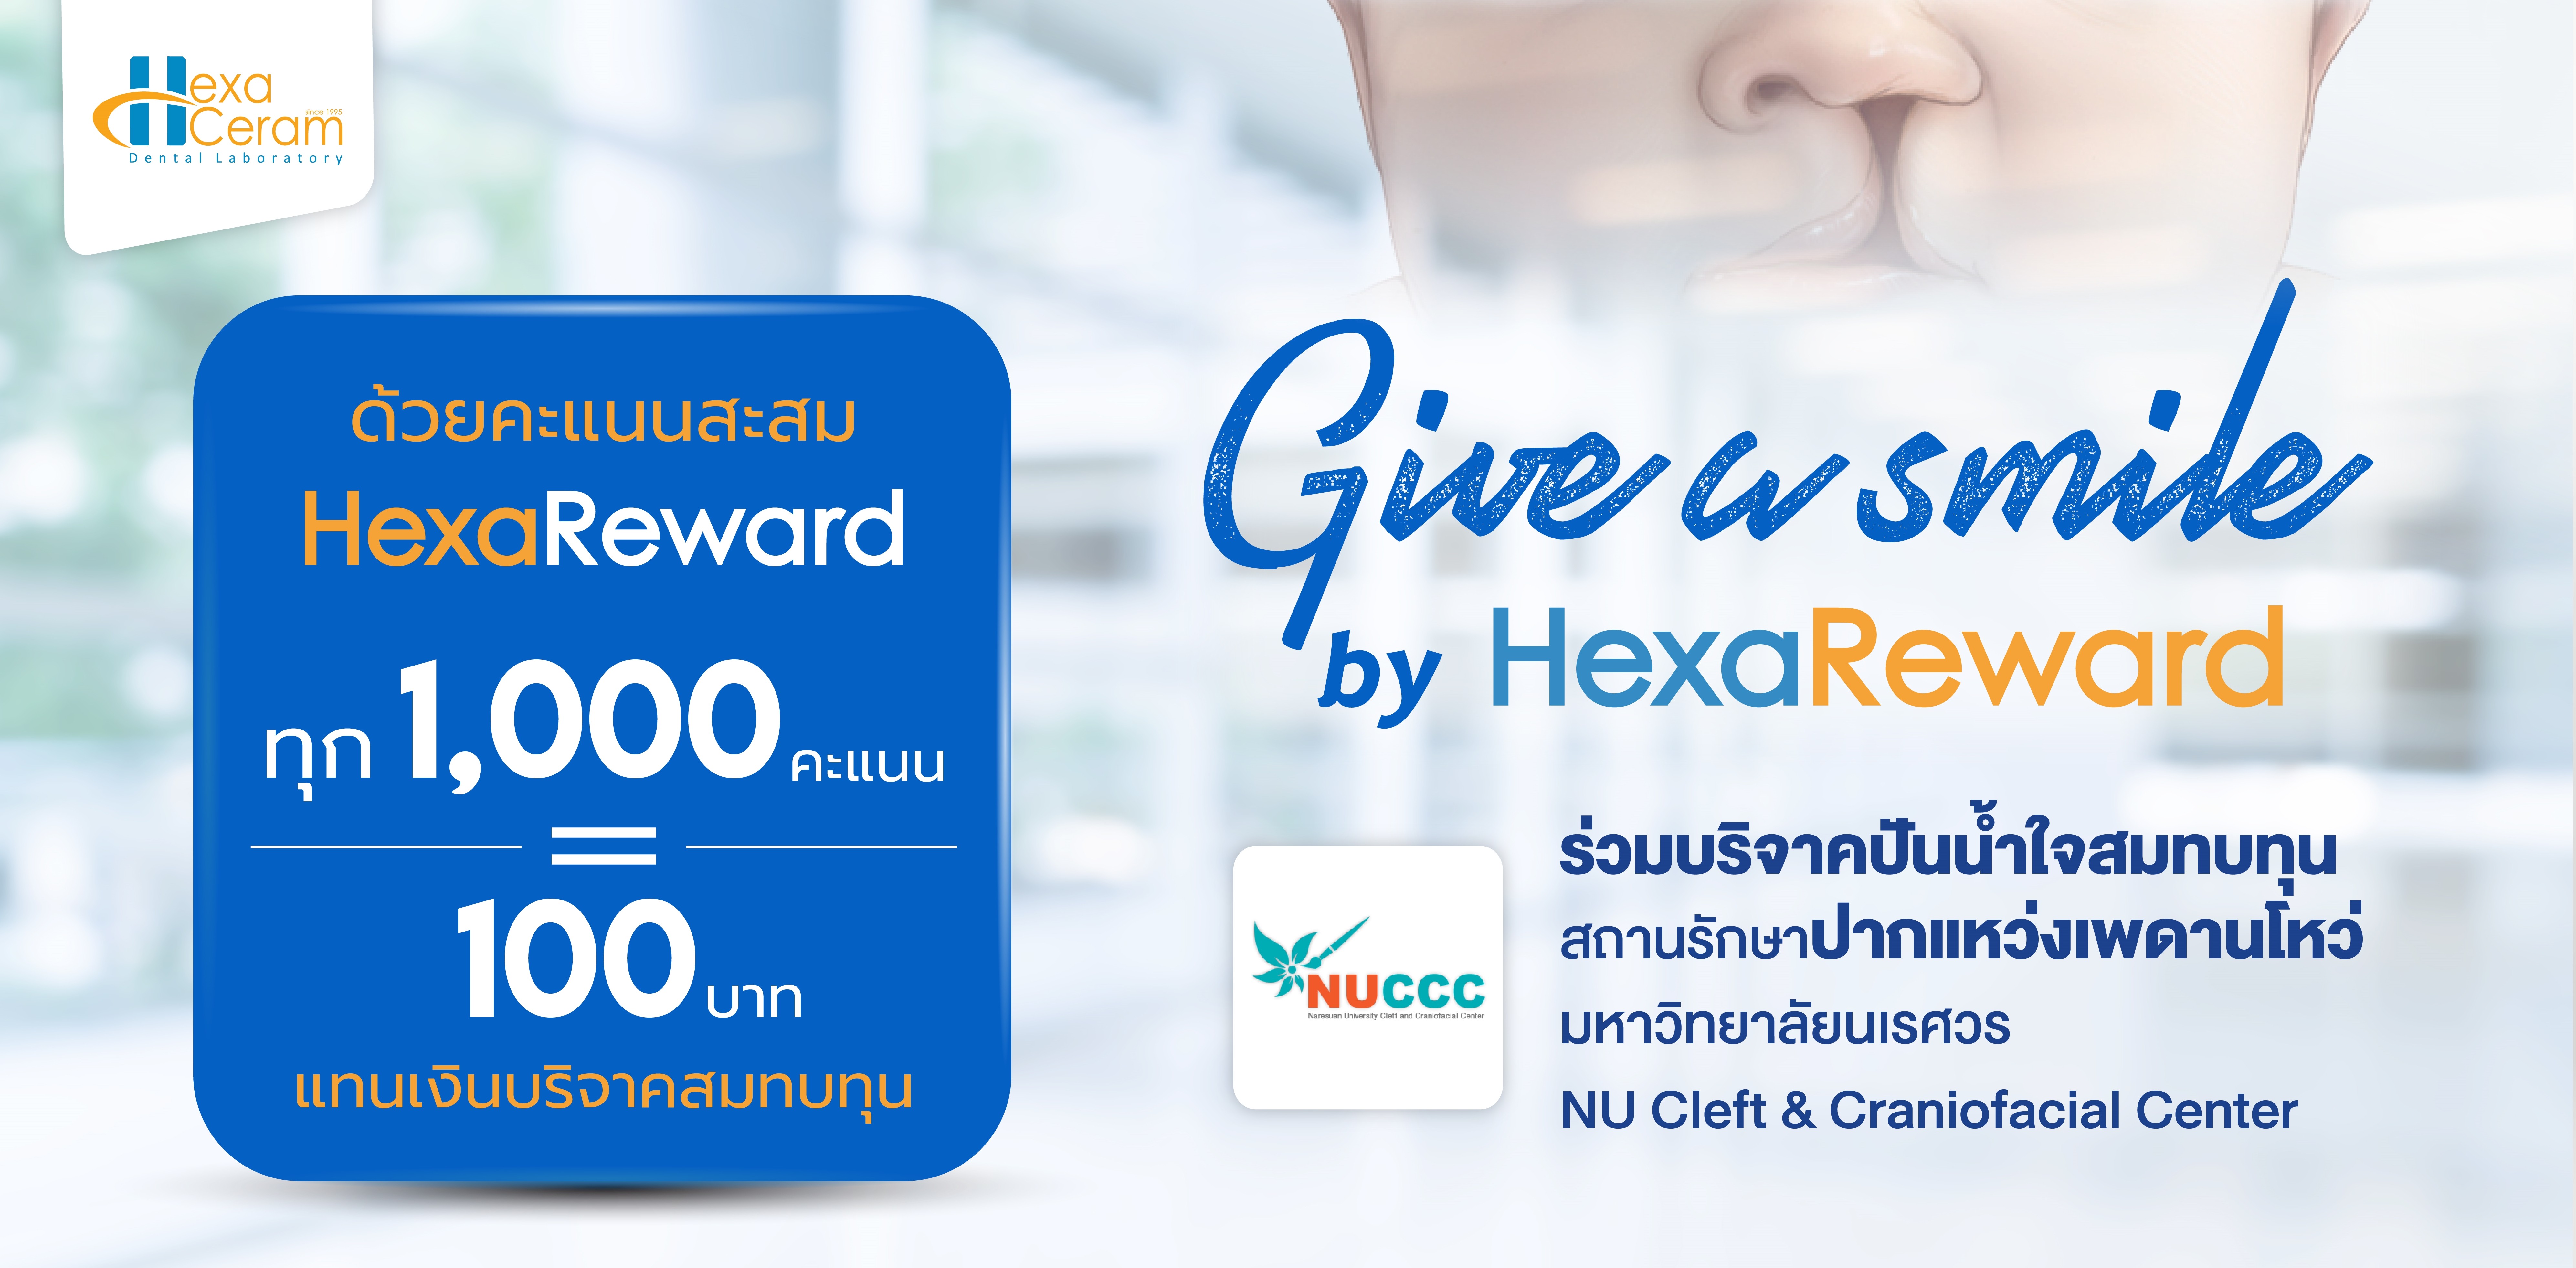 Hexa
Ceram
since 1995
Dental Laboratory
ด้วยคะแนนสะสม
HexaReward
ทุก 1,000 คะแนน
=
100 บาท
แทนเงินบริจาคสมทบทุน
Give a smile
by HexaReward
NUCCC
Naresuan University Cleft and Craniofacial Center
ร่วมบริจาคปันน้ำใจสมทบทุน
สถานรักษาปากแหว่งเพดานโหว่
มหาวิทยาลัยนเรศวร
NU Cleft & Craniofacial Center